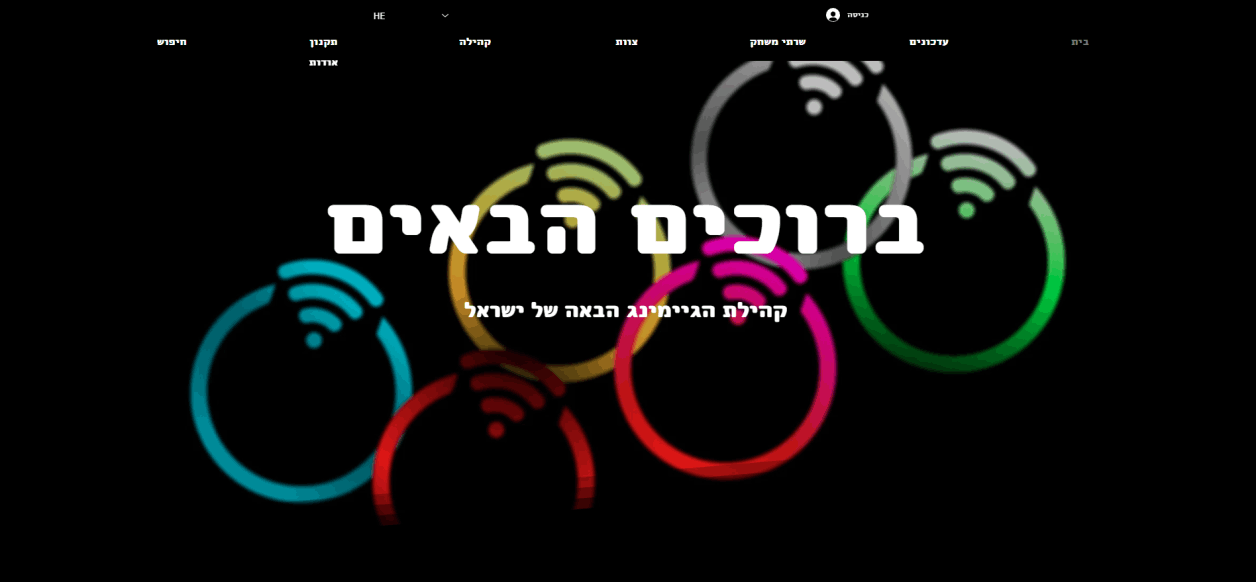 כניסה
HE
בית
עדכונים
שרתי משחק
צוות
קהילה
תקנון
חיפוש
אודות
ברוכים הבאים
קהילת הגיימינג הבאה של ישראל